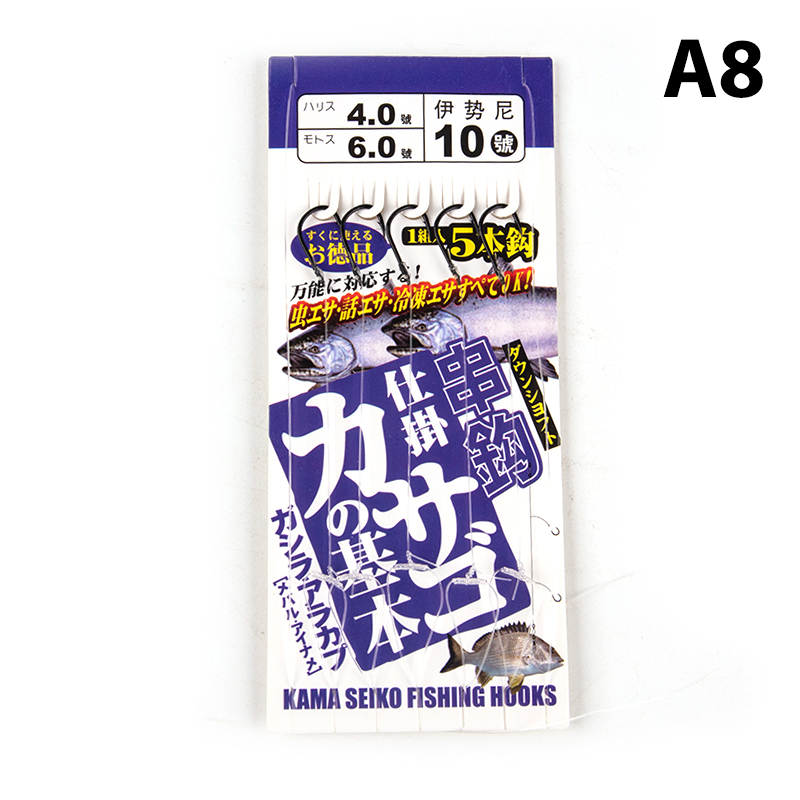 A8
ハリス 4.0 號
モトス 6.0 號
伊勢尼
10 號
すくに使える
お徳品
1組入 5本鈎
万能に対応する!
虫エサ·話エサ·冷凍エサすべてOK!
串鈎
ダウンショット
仕掛
カサゴ
の基本
ガシラ アラカブ
【メバル アイナメ】
KAMA SEIKO FISHING HOOKS